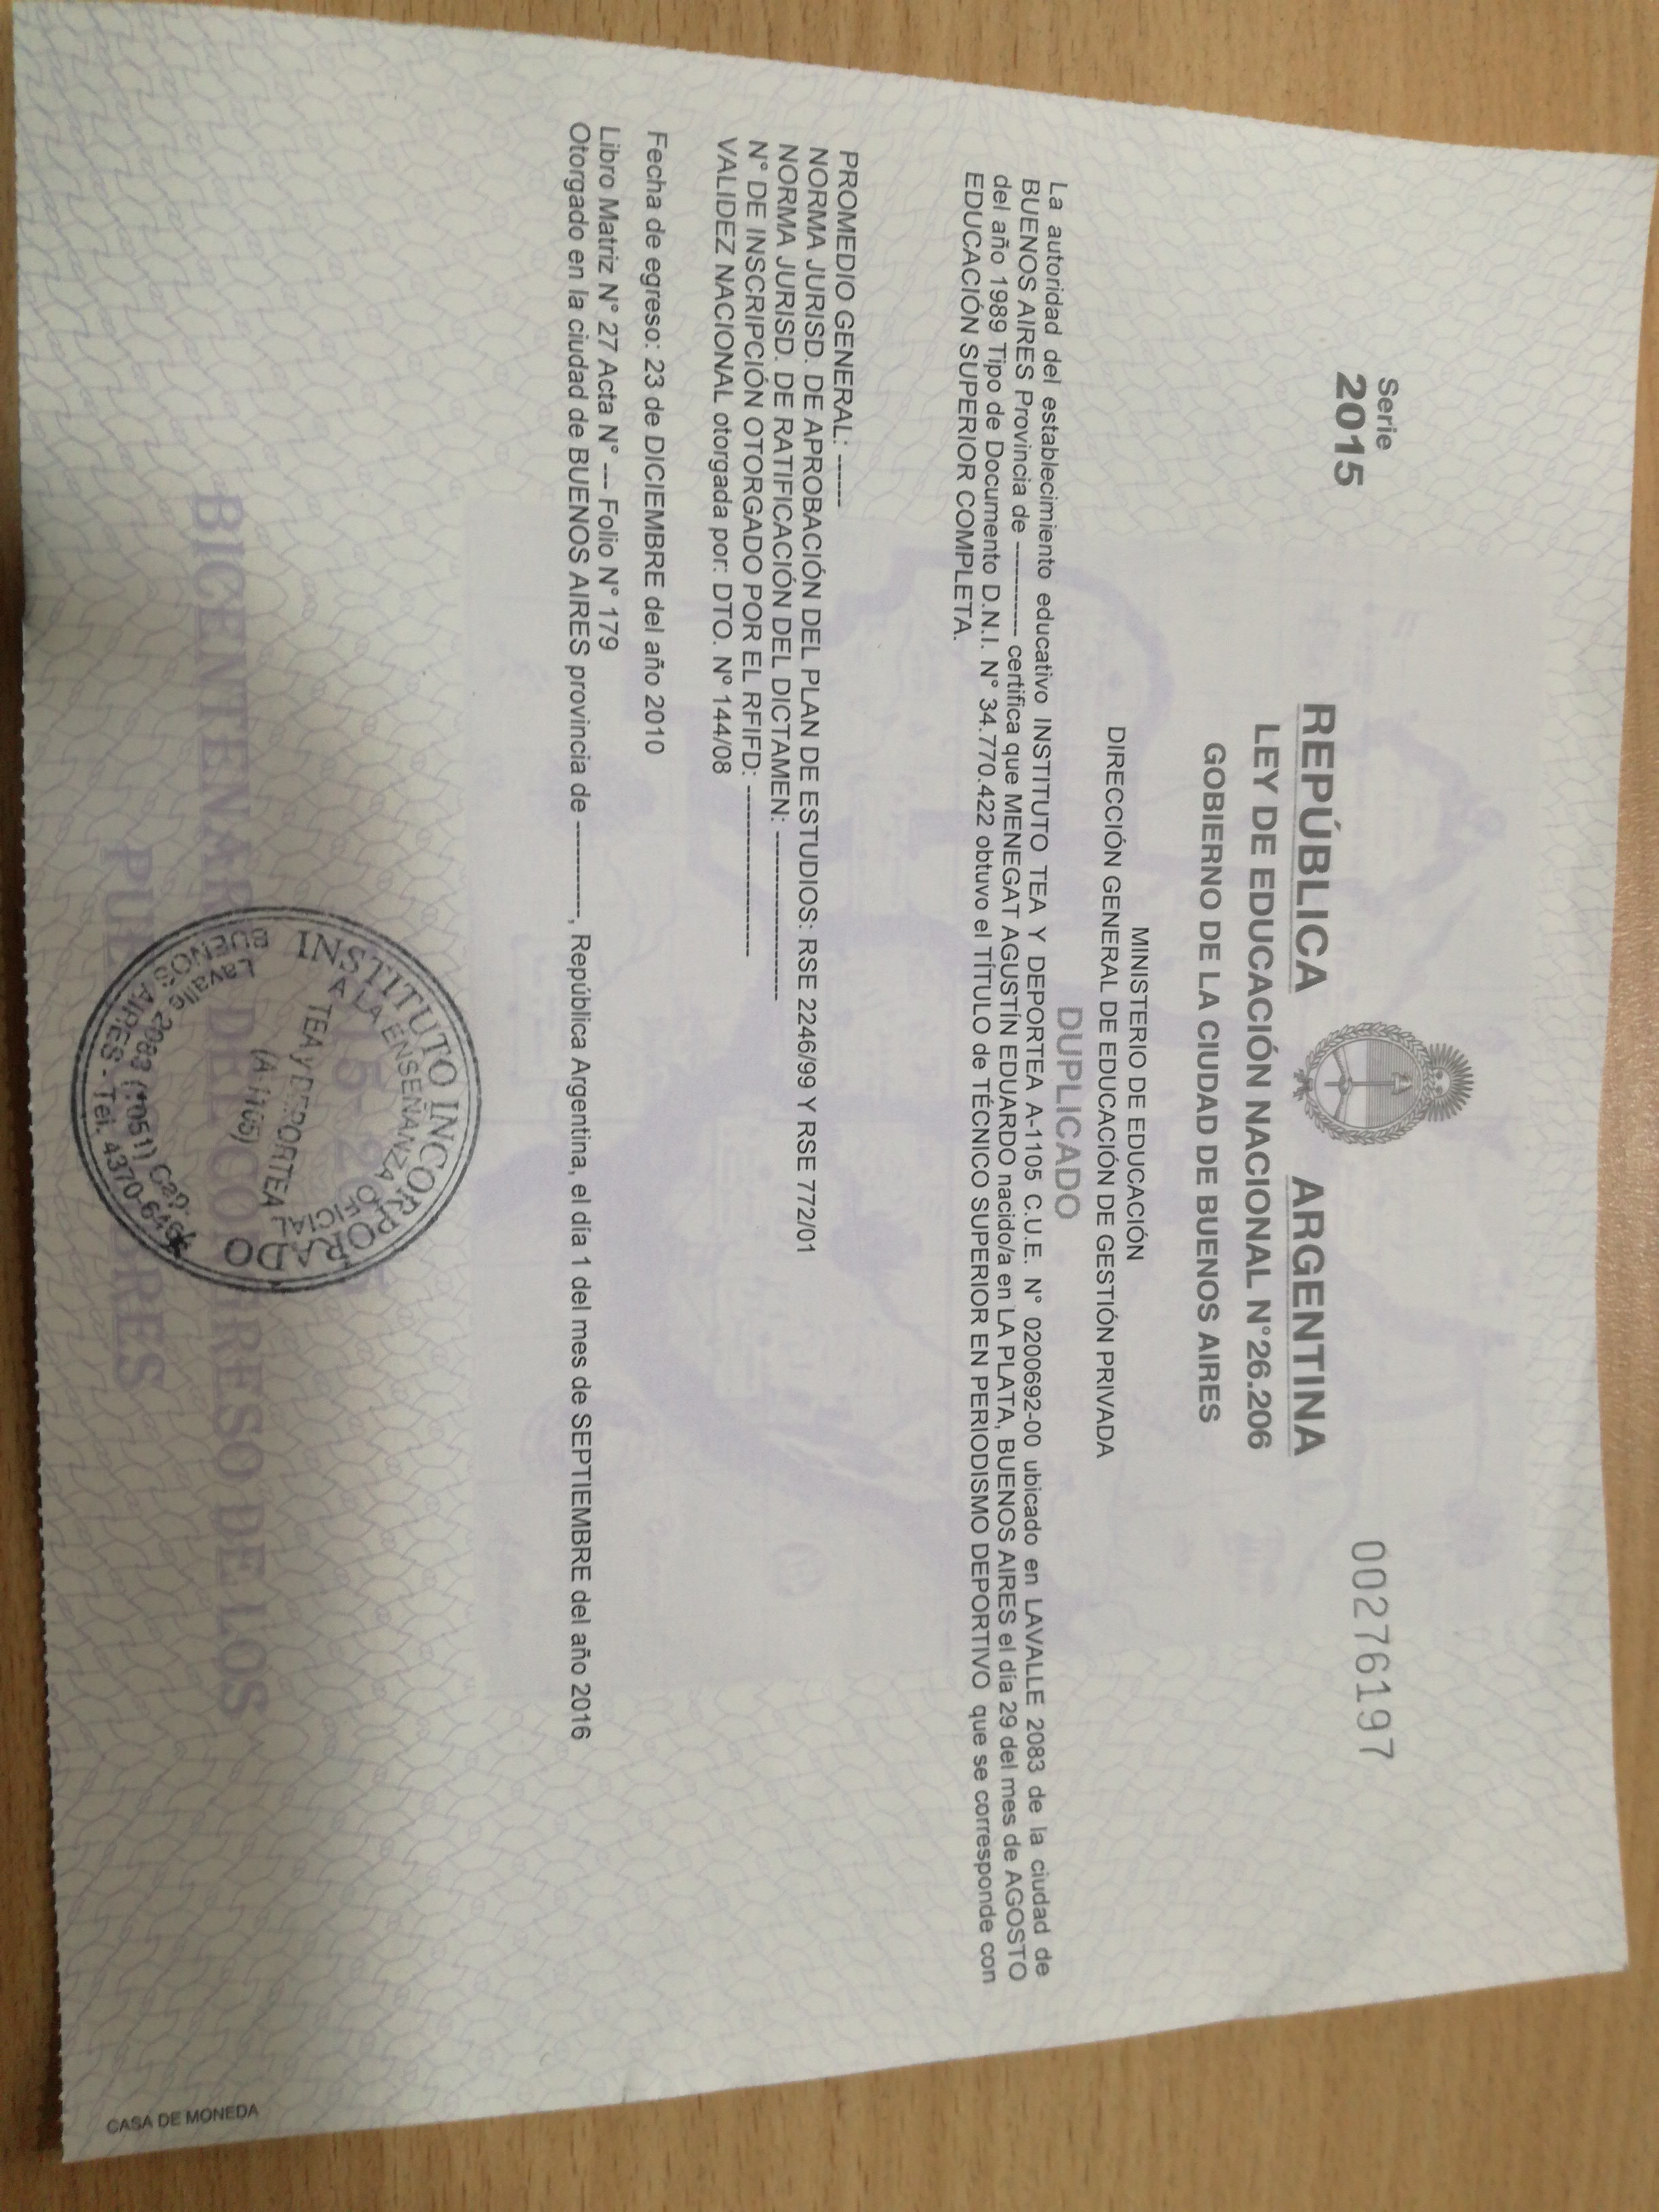 Serie
2015
00276197
REPÚBLICA ARGENTINA
LEY DE EDUCACIÓN NACIONAL N°26.206
GOBIERNO DE LA CIUDAD DE BUENOS AIRES
MINISTERIO DE EDUCACIÓN
DIRECCIÓN GENERAL DE EDUCACIÓN DE GESTIÓN PRIVADA
DUPLICADO
La autoridad del establecimiento educativo INSTITUTO TEA Y DEPORTEA A-1105 C.U.E. N° 0200692-00 ubicado en LAVALLE 2083 de la ciudad de
BUENOS AIRES Provincia de ----------- certifica que MENEGAT AGUSTÍN EDUARDO nacido/a en LA PLATA, BUENOS AIRES el día 29 del mes de AGOSTO
del año 1989 Tipo de Documento D.N.I. N° 34.770.422 obtuvo el TÍTULO de TÉCNICO SUPERIOR EN PERIODISMO DEPORTIVO que se corresponde con
EDUCACIÓN SUPERIOR COMPLETA.
PROMEDIO GENERAL: ------
NORMA JURISD. DE APROBACIÓN DEL PLAN DE ESTUDIOS: RSE 2246/99 Y RSE 772/01
NORMA JURISD. DE RATIFICACIÓN DEL DICTAMEN: --------------------
N° DE INSCRIPCIÓN OTORGADO POR EL RFIFD: --------------------
VALIDEZ NACIONAL otorgada por: DTO. Nº 144/08
Fecha de egreso: 23 de DICIEMBRE del año 2010
Libro Matriz N° 27 Acta N° --- Folio N° 179
Otorgado en la ciudad de BUENOS AIRES provincia de -----------, República Argentina, el día 1 del mes de SEPTIEMBRE del año 2016
INSTITUTO INCORPORADO
A LA ENSEÑANZA OFICIAL
TEA y DEPORTEA
(A-1105)
Lavalle 2083 (1051) Cap.
BUENOS AIRES - Tel. 4370-646
BICENTENARIO DEL CONGRESO DE LOS
CASA DE MONEDA